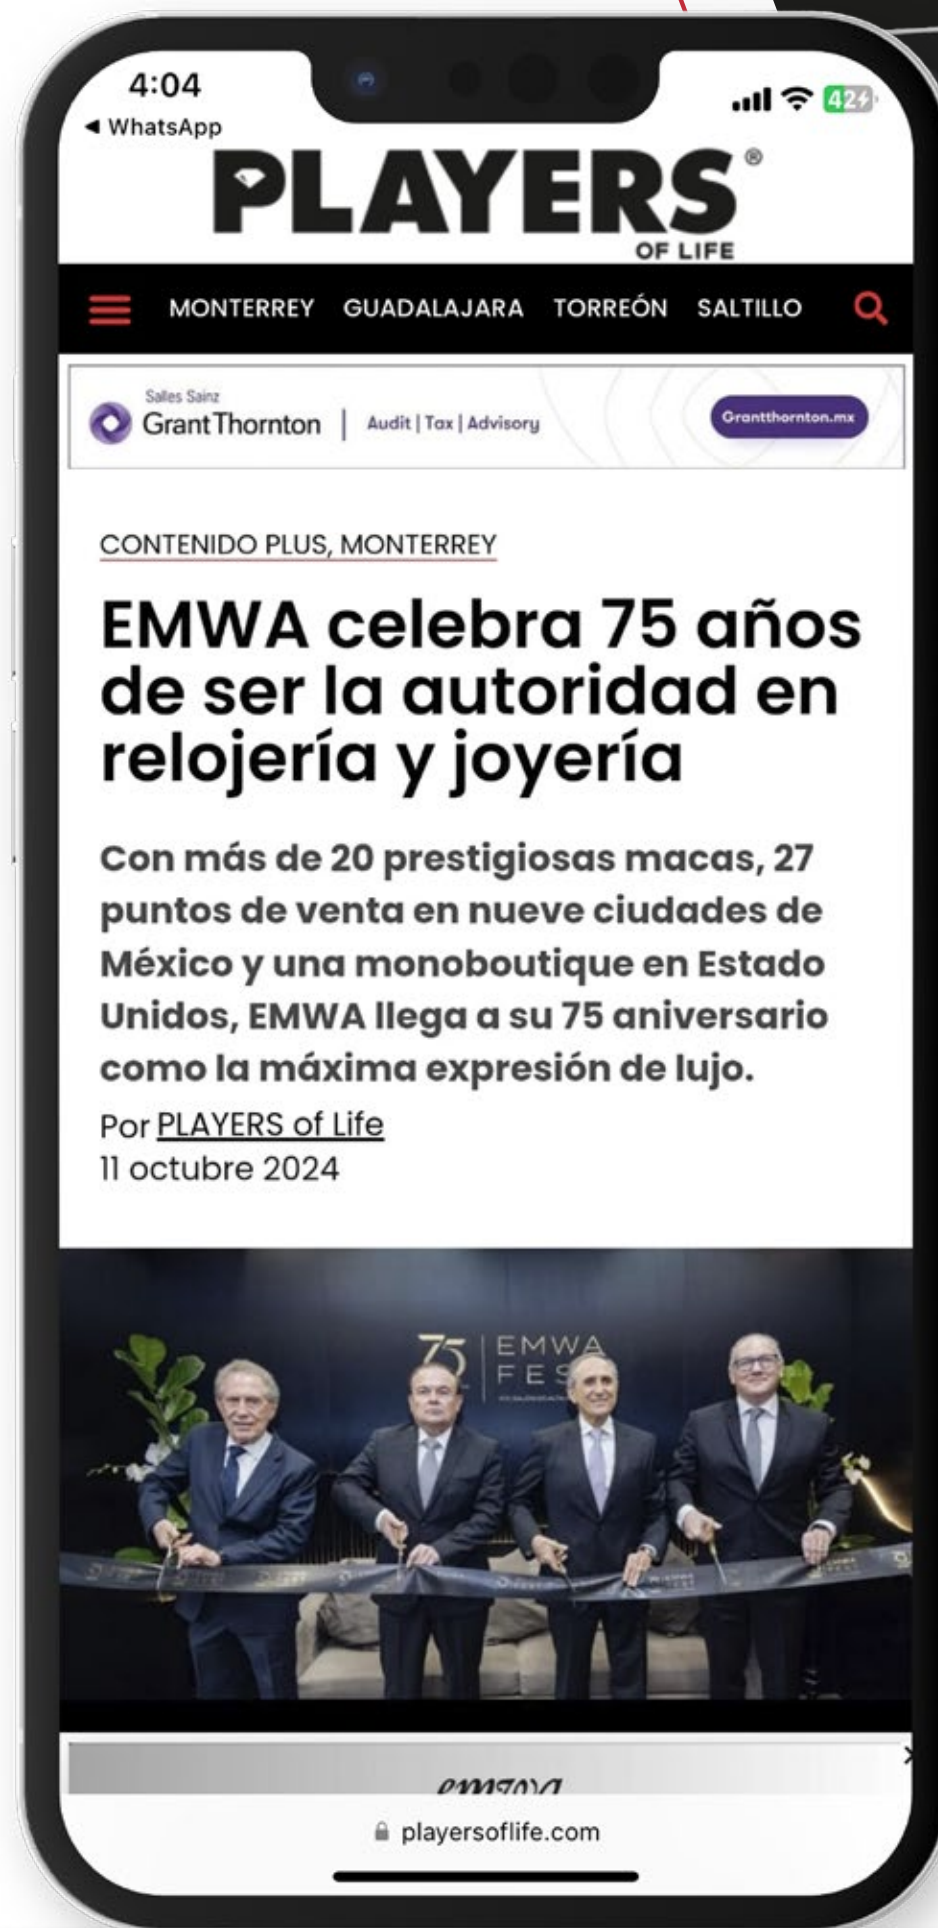 4:04
42
◀ WhatsApp
PLAYERS®
OF LIFE
MONTERREY GUADALAJARA TORREÓN SALTILLO
Salles Sainz
GrantThornton | Audit | Tax | Advisory
Grantthornton.mx
CONTENIDO PLUS, MONTERREY
EMWA celebra 75 años
de ser la autoridad en
relojería y joyería
Con más de 20 prestigiosas macas, 27
puntos de venta en nueve ciudades de
México y una monoboutique en Estado
Unidos, EMWA llega a su 75 aniversario
como la máxima expresión de lujo.
Por PLAYERS of Life
11 octubre 2024
75 EMWA
FES
EMWA
playersoflife.com